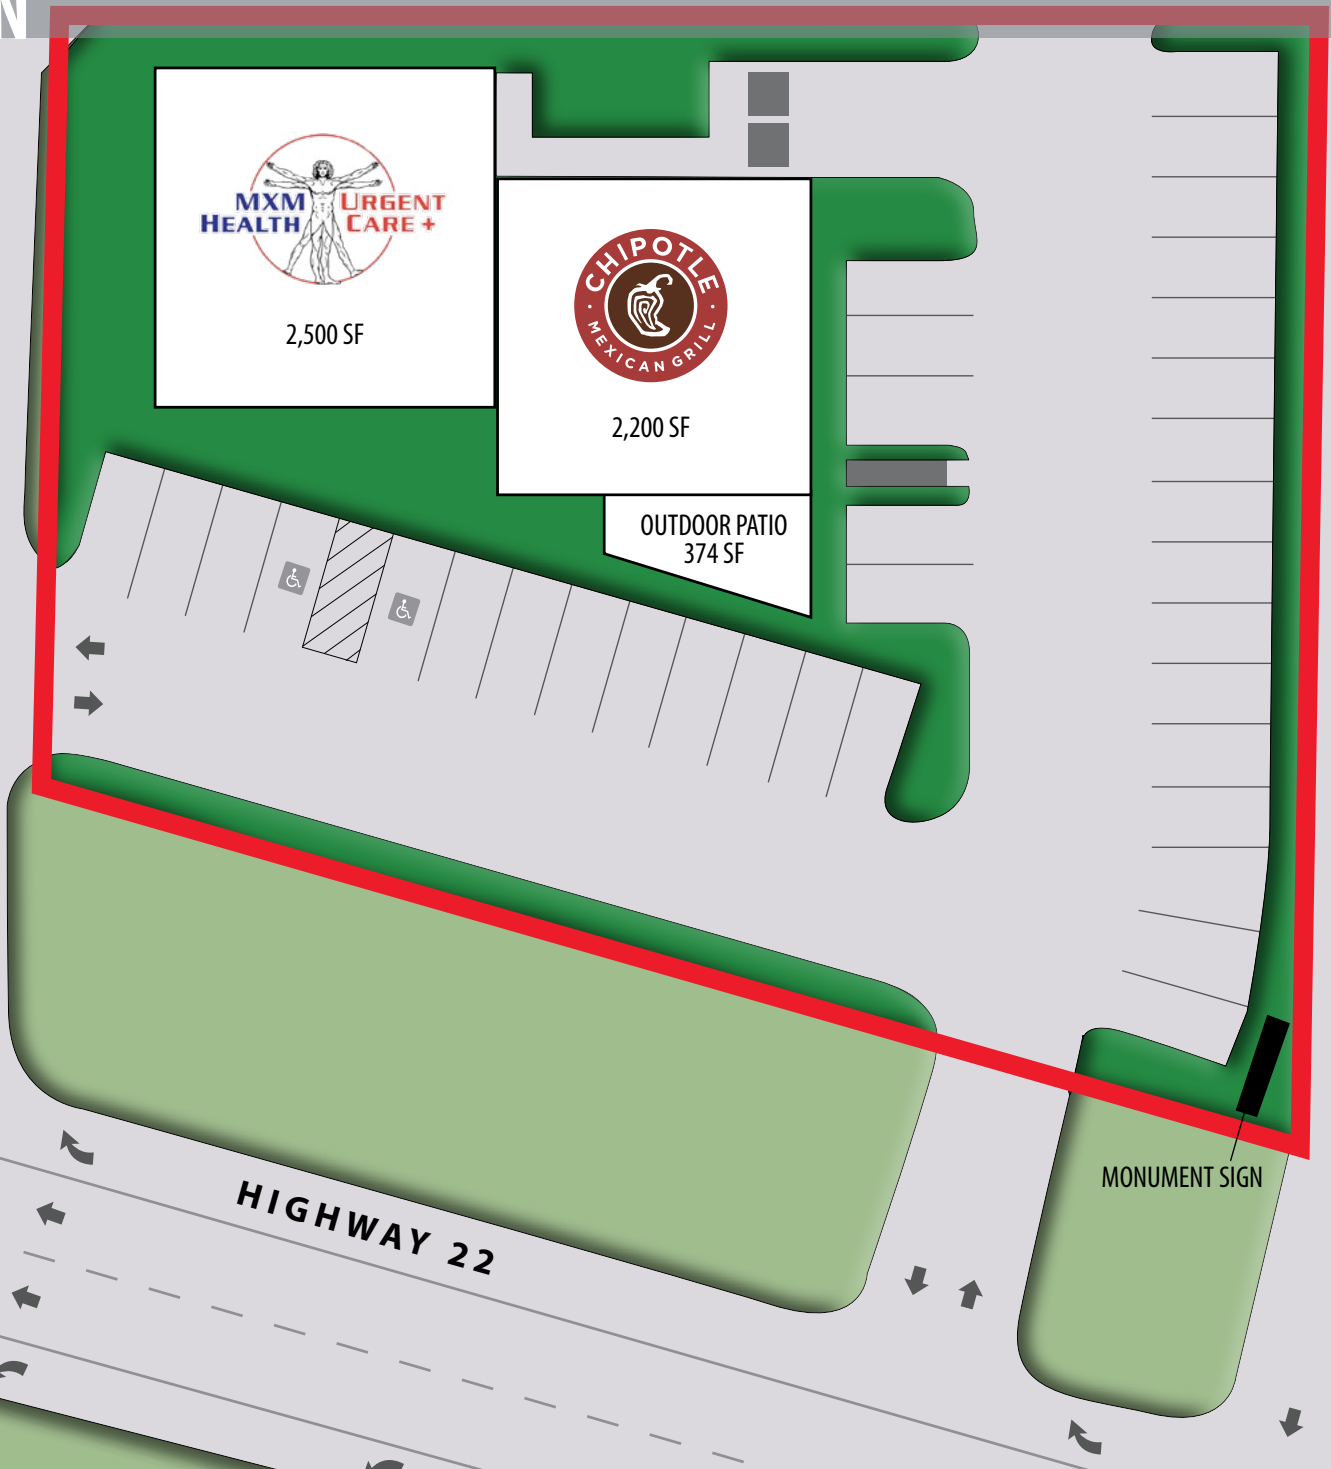 N
MXM URGENT
HEALTH CARE +
2,500 SF
CHIPOTLE
MEXICAN GRILL
2,200 SF
OUTDOOR PATIO
374 SF
MONUMENT SIGN
HIGHWAY 22